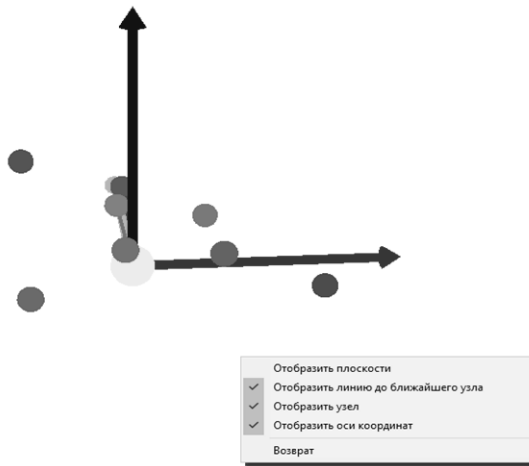 Отобразить плоскости
Отобразить линию до ближайшего узла
Отобразить узел
Отобразить оси координат
Возврат